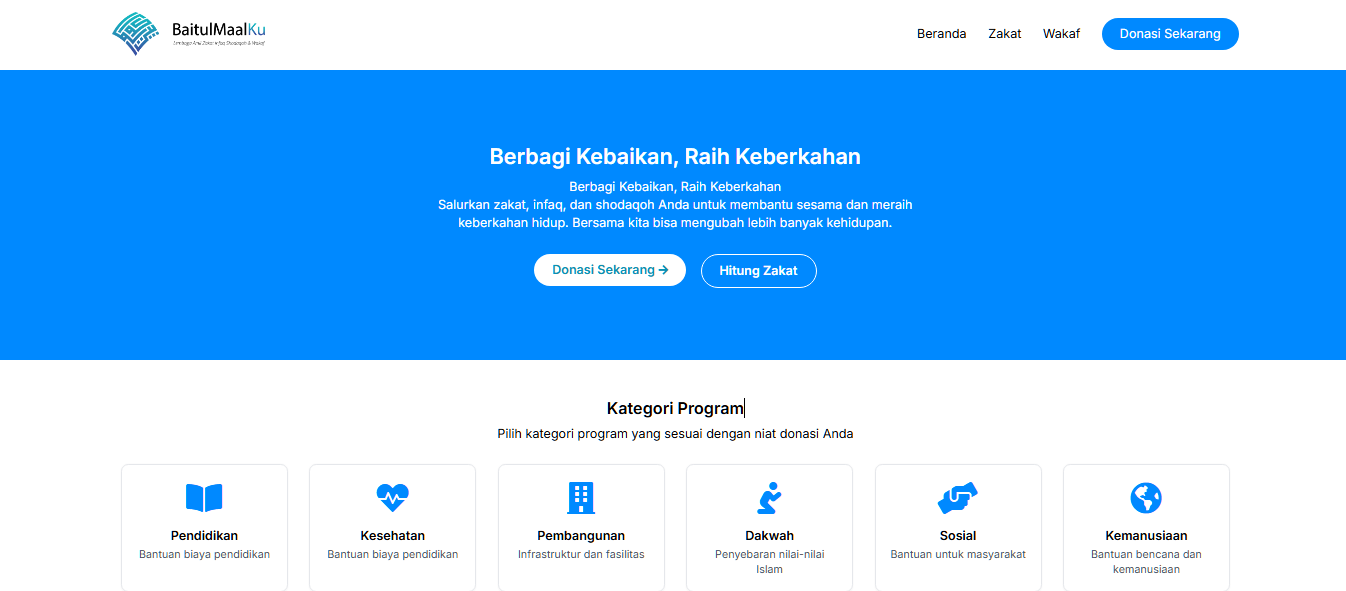 BaitulMaalKu
Lembaga Amil Zakat Infaq Shodaqoh & Wakaf
Beranda
Zakat
Wakaf
Donasi Sekarang
Berbagi Kebaikan, Raih Keberkahan
Berbagi Kebaikan, Raih Keberkahan
Salurkan zakat, infaq, dan shodaqoh Anda untuk membantu sesama dan meraih
keberkahan hidup. Bersama kita bisa mengubah lebih banyak kehidupan.
Donasi Sekarang →
Hitung Zakat
Kategori Program
Pilih kategori program yang sesuai dengan niat donasi Anda
Pendidikan
Bantuan biaya pendidikan
Kesehatan
Bantuan biaya pendidikan
Pembangunan
Infrastruktur dan fasilitas
Dakwah
Penyebaran nilai-nilai
Islam
Sosial
Bantuan untuk masyarakat
Kemanusiaan
Bantuan bencana dan
kemanusiaan